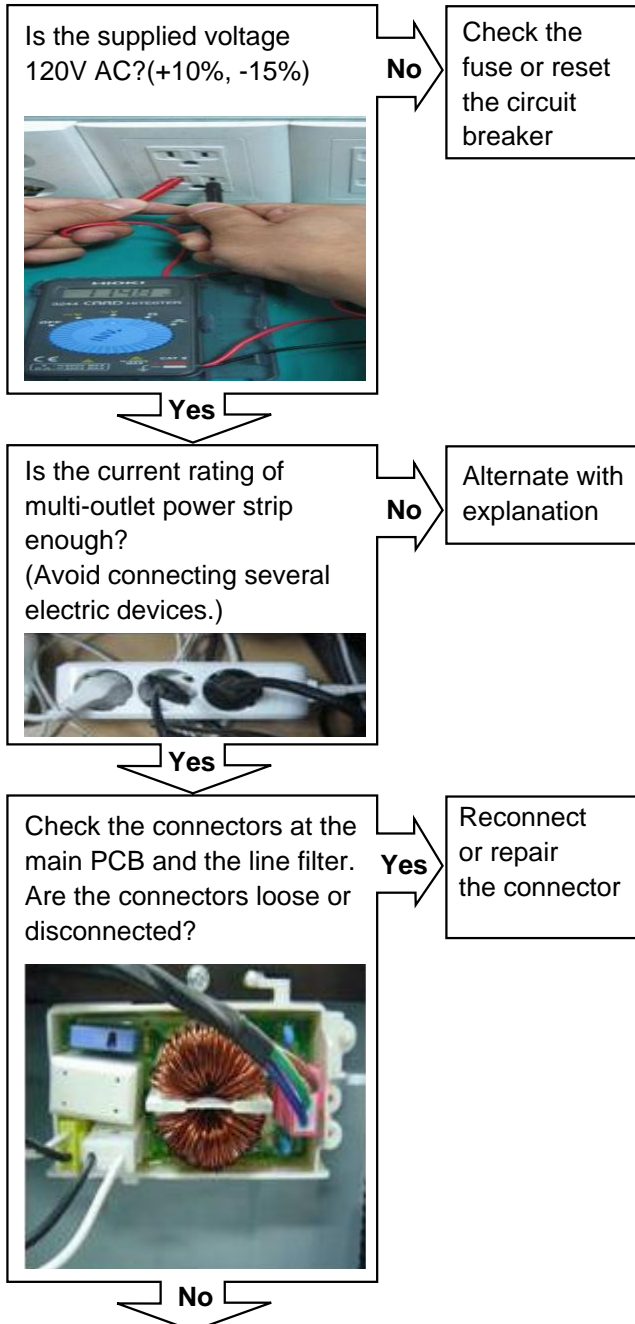 Is the supplied voltage
120V AC?(+10%, -15%)
No
Check the
fuse or reset
the circuit
breaker
HIOKI
3244 CARD HITESTER
OFF
CE
Yes
Is the current rating of
multi-outlet power strip
enough?
(Avoid connecting several
electric devices.)
No
Alternate with
explanation
Yes
Check the connectors at the
main PCB and the line filter.
Are the connectors loose or
disconnected?
Yes
Reconnect
or repair
the connector
No